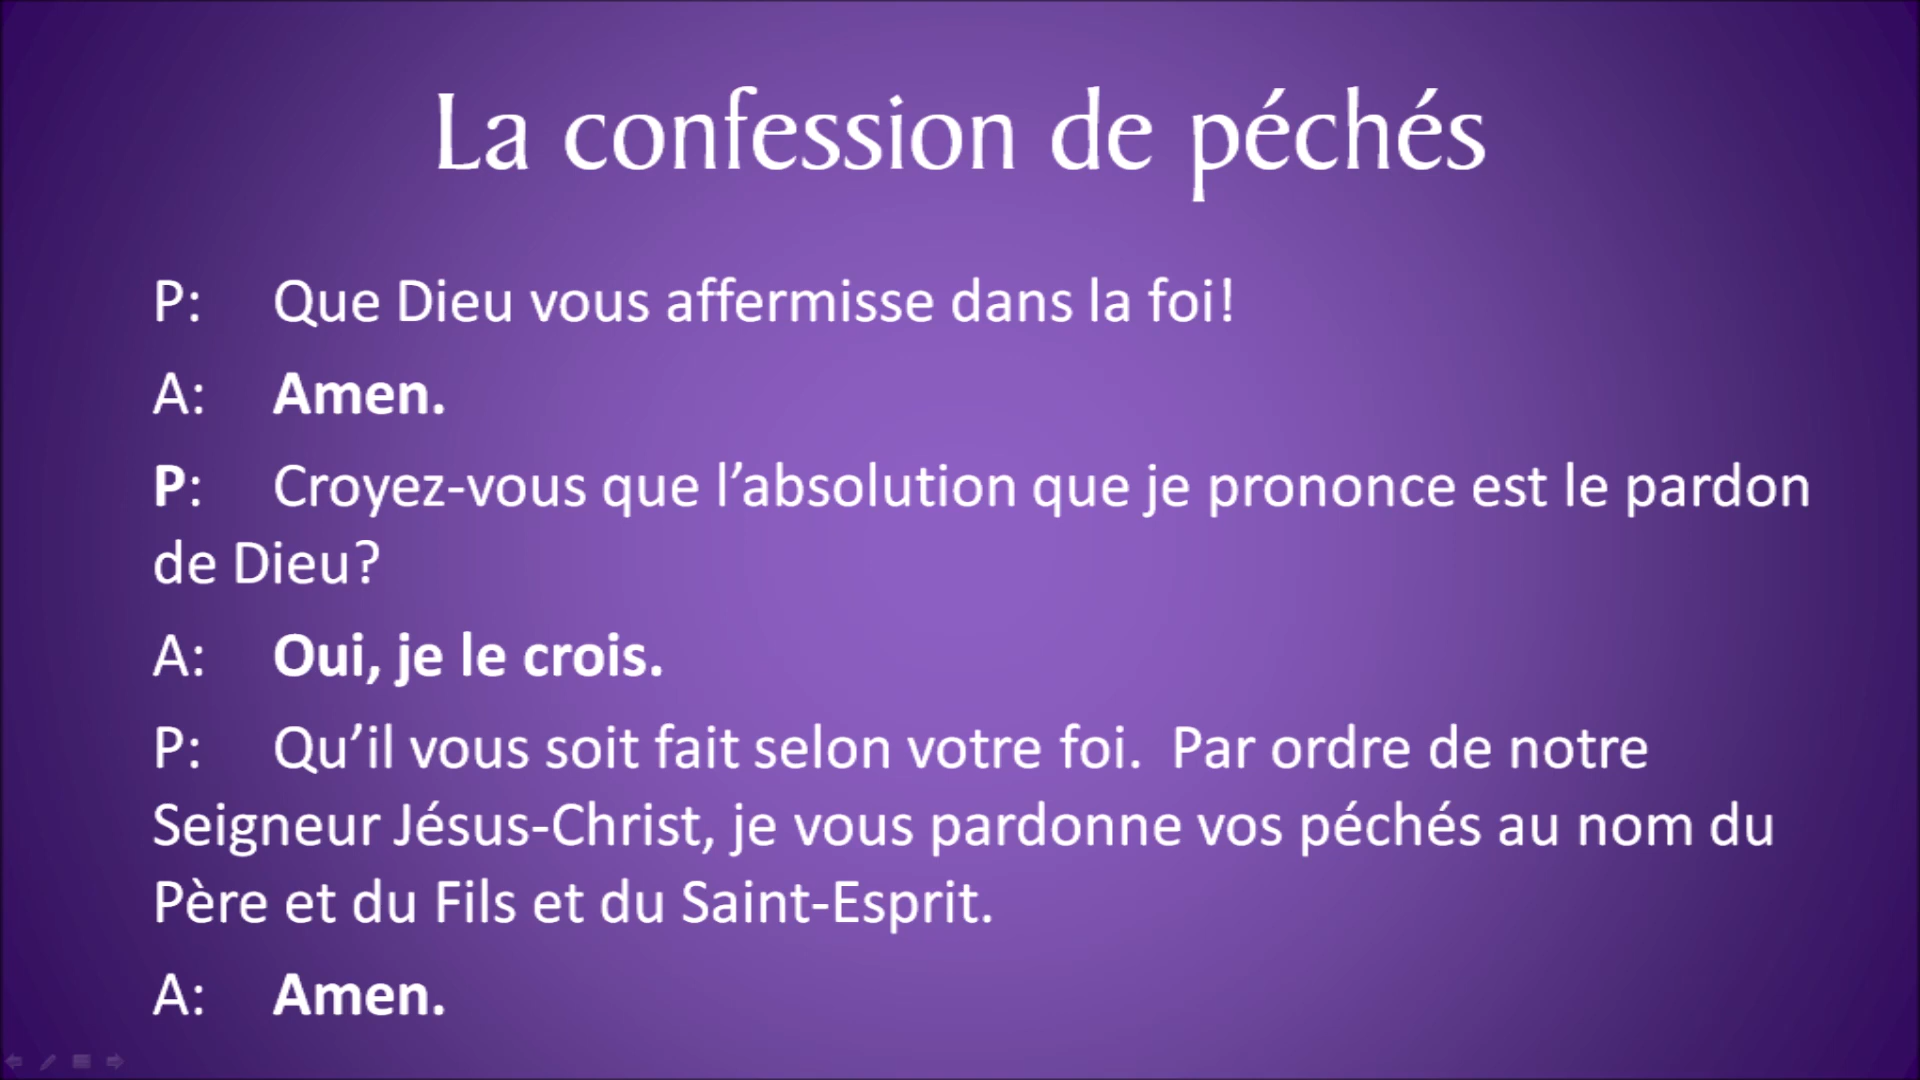 La confession de péchés
P: Que Dieu vous affermisse dans la foi!
A: Amen.
P: Croyez-vous que l’absolution que je prononce est le pardon
de Dieu?
A: Oui, je le crois.
P: Qu’il vous soit fait selon votre foi.  Par ordre de notre
Seigneur Jésus-Christ, je vous pardonne vos péchés au nom du
Père et du Fils et du Saint-Esprit.
A: Amen.